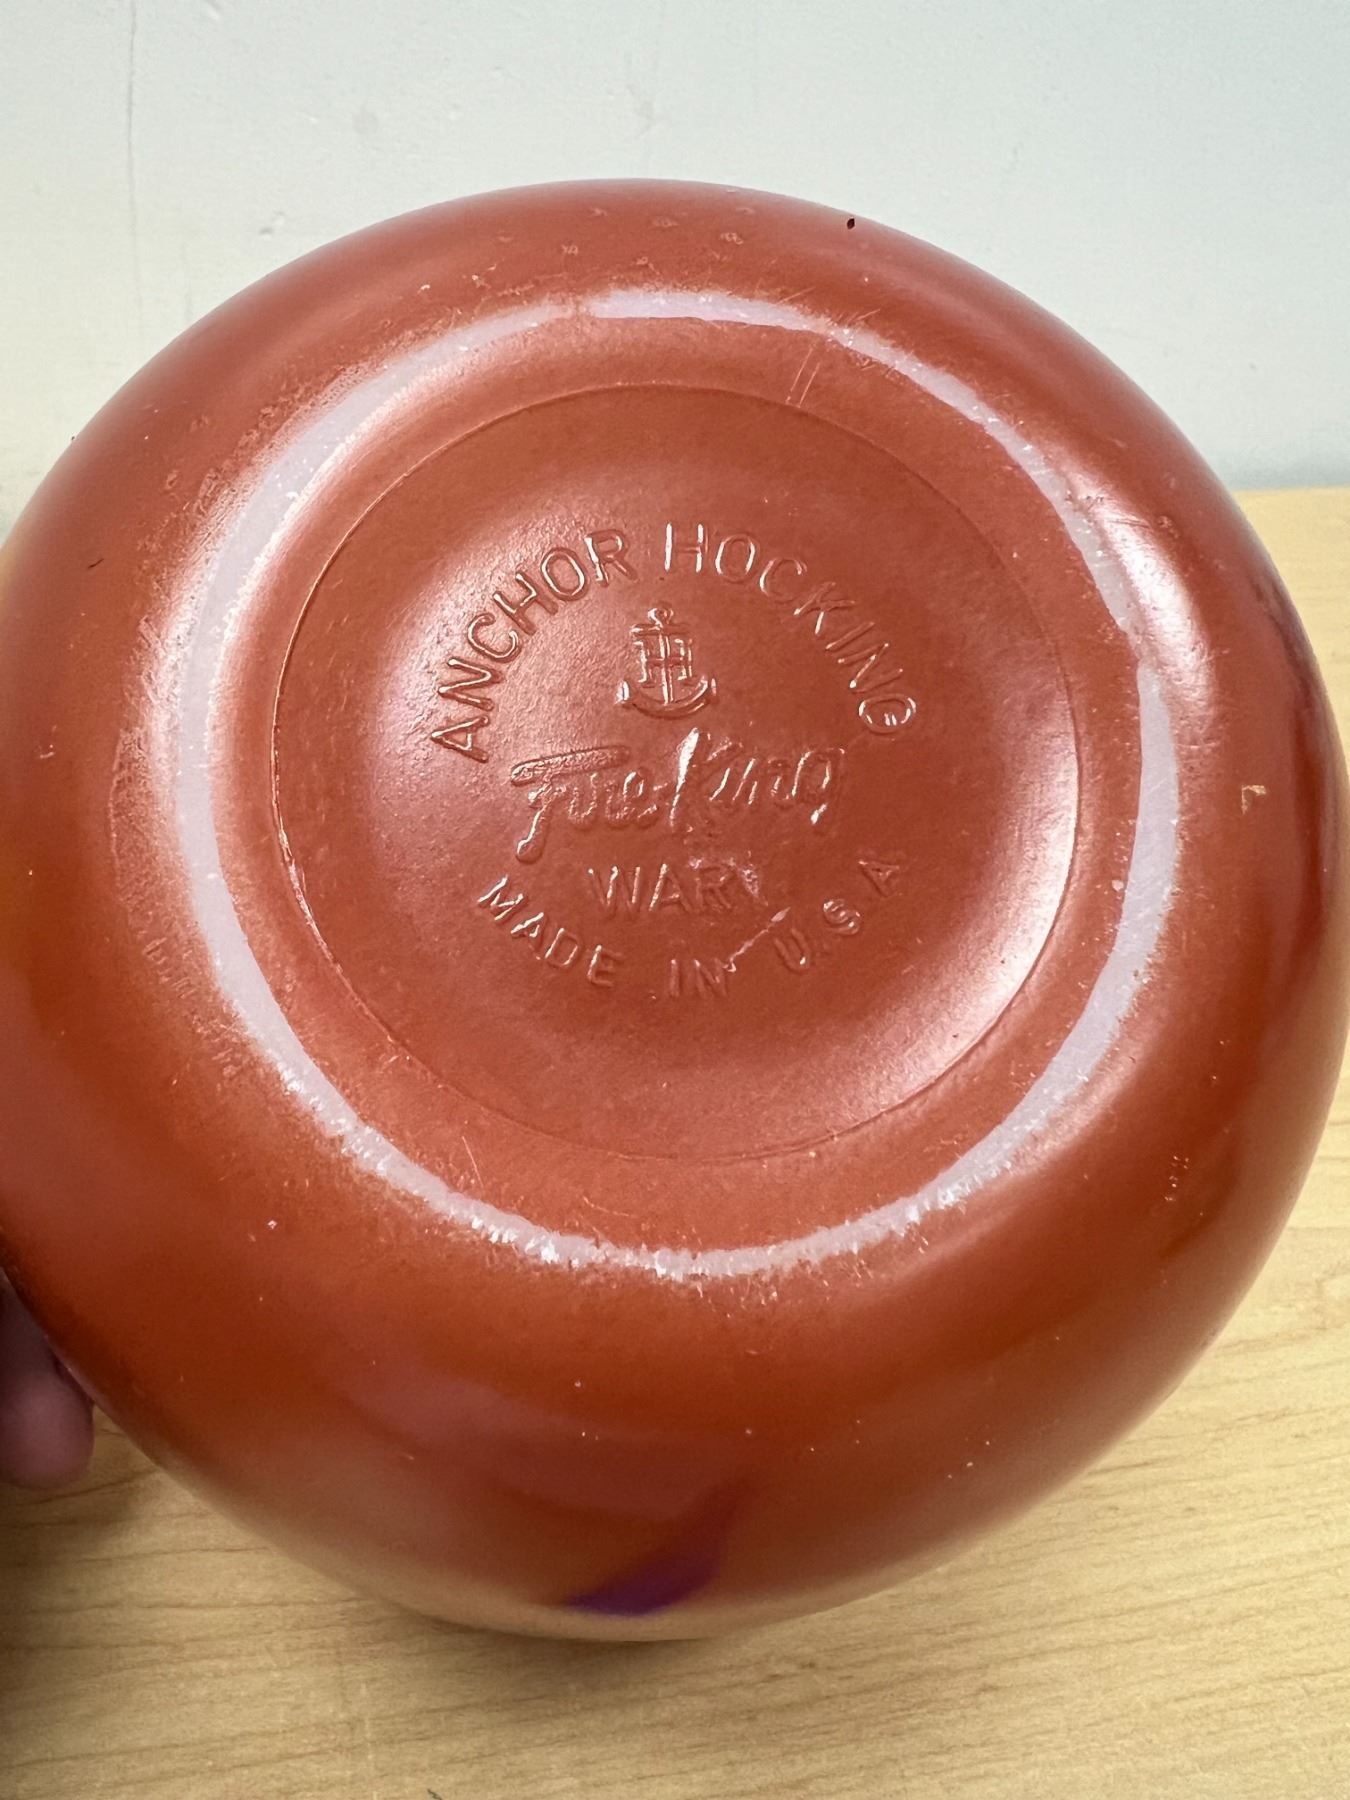 ANCHOR HOCKING
H
Fire-King
WARE
MADE IN U.S.A